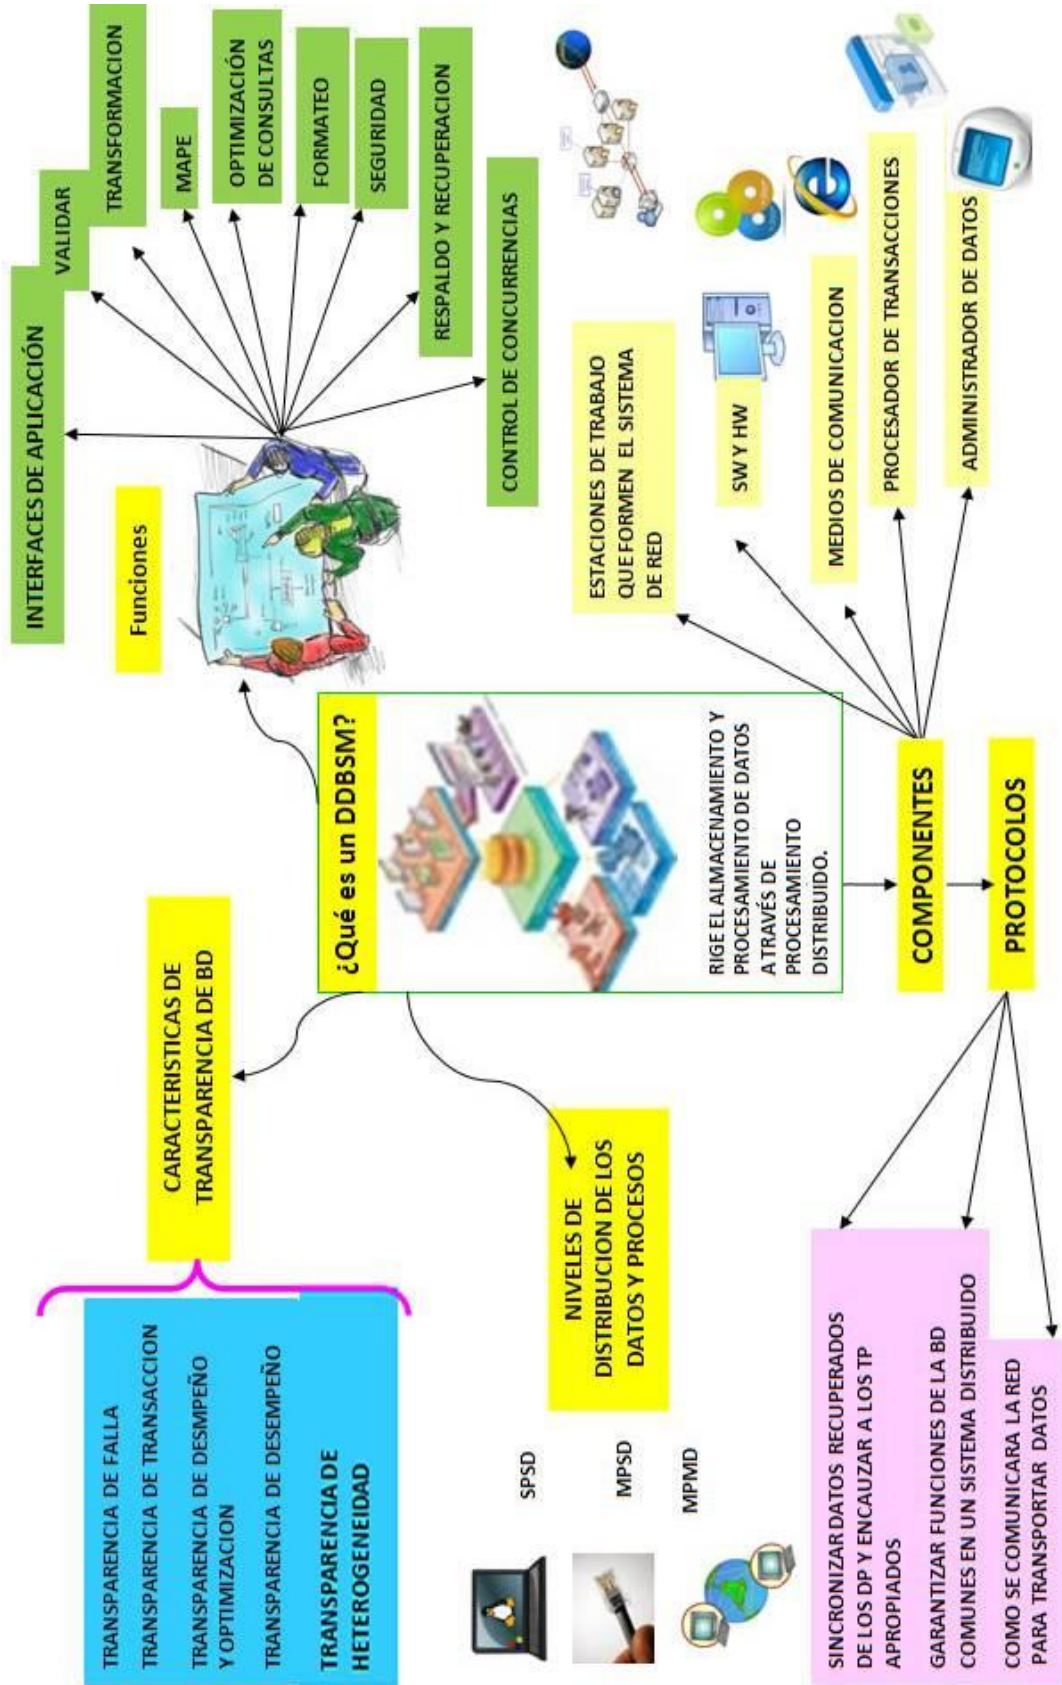 CARACTERISTICAS DE
TRANSPARENCIA DE BD
TRANSPARENCIA DE FALLA
TRANSPARENCIA DE TRANSACCION
TRANSPARENCIA DE DESMPEÑO
Y OPTIMIZACION
TRANSPARENCIA DE DESEMPEÑO
TRANSPARENCIA DE
HETEROGENEIDAD
NIVELES DE
DISTRIBUCION DE LOS
DATOS Y PROCESOS
SPSD
MPSD
MPMD
¿Qué es un DDBSM?
RIGE EL ALMACENAMIENTO Y
PROCESAMIENTO DE DATOS
A TRAVÉS DE
PROCESAMIENTO
DISTRIBUIDO.
Funciones
INTERFACES DE APLICACIÓN
VALIDAR
TRANSFORMACION
MAPE
OPTIMIZACIÓN
DE CONSULTAS
FORMATEO
SEGURIDAD
RESPALDO Y RECUPERACION
CONTROL DE CONCURRENCIAS
COMPONENTES
ESTACIONES DE TRABAJO
QUE FORMEN EL SISTEMA
DE RED
SW Y HW
MEDIOS DE COMUNICACION
PROCESADOR DE TRANSACCIONES
ADMINISTRADOR DE DATOS
PROTOCOLOS
SINCRONIZAR DATOS RECUPERADOS
DE LOS DP Y ENCAUZAR A LOS TP
APROPIADOS
GARANTIZAR FUNCIONES DE LA BD
COMUNES EN UN SISTEMA DISTRIBUIDO
COMO SE COMUNICARA LA RED
PARA TRANSPORTAR DATOS